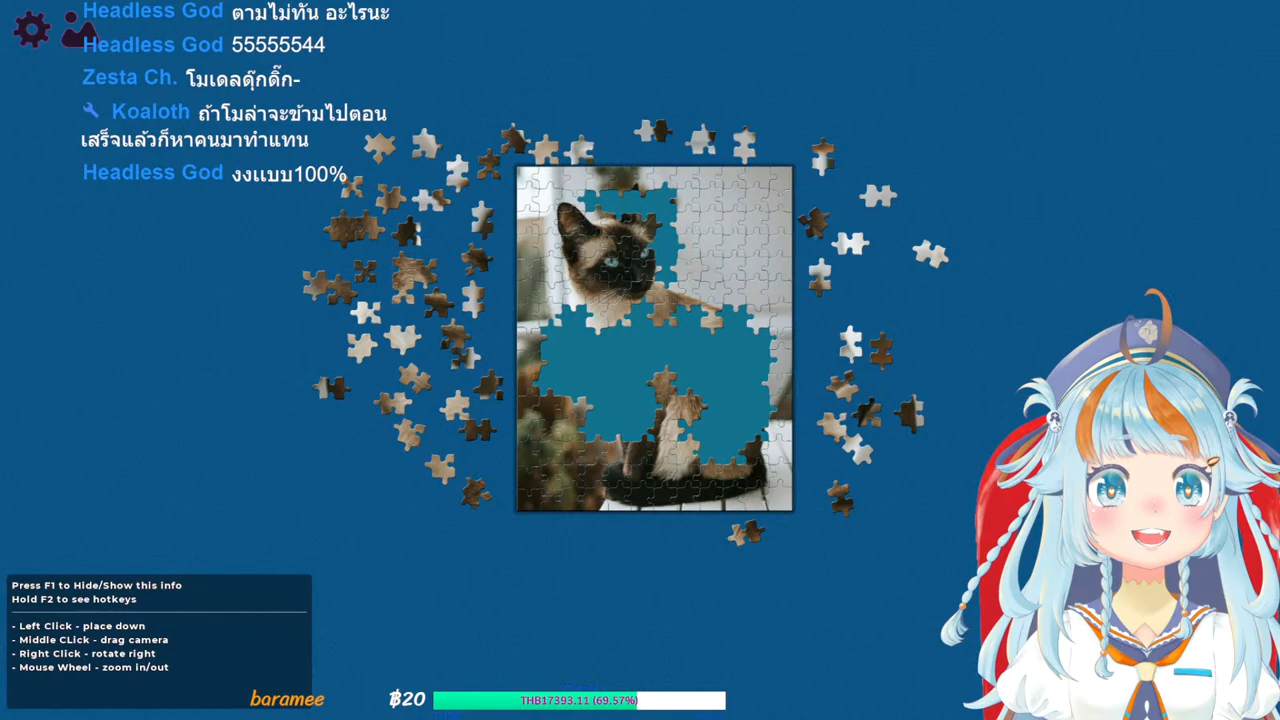 Headless God ตามไม่ทัน อะไรนะ
Headless God 55555544
Zesta Ch. โมเดลตุ๊กติ๊ก-
Koaloth ถ้าโมล่าจะข้ามไปตอน
เสร็จแล้วก็หาคนมาทำแทน
Headless God งงแบบ100%
Press F1 to Hide/Show this info
Hold F2 to see hotkeys
- Left Click - place down
- Middle CLick - drag camera
- Right Click - rotate right
- Mouse Wheel - zoom in/out
baramee ฿20 THB17393.11 (69.57%)